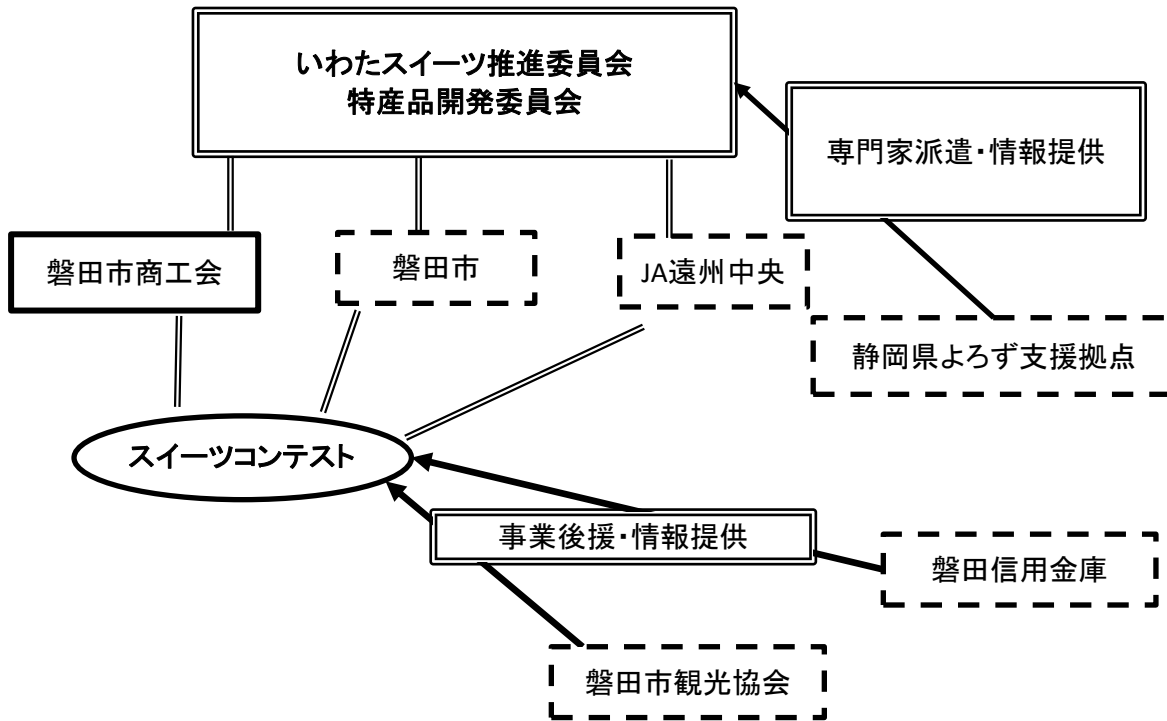 いわたスイーツ推進委員会
特産品開発委員会
専門家派遣・情報提供
磐田市商工会
磐田市
JA遠州中央
静岡県よろず支援拠点
スイーツコンテスト
事業後援・情報提供
磐田信用金庫
磐田市観光協会